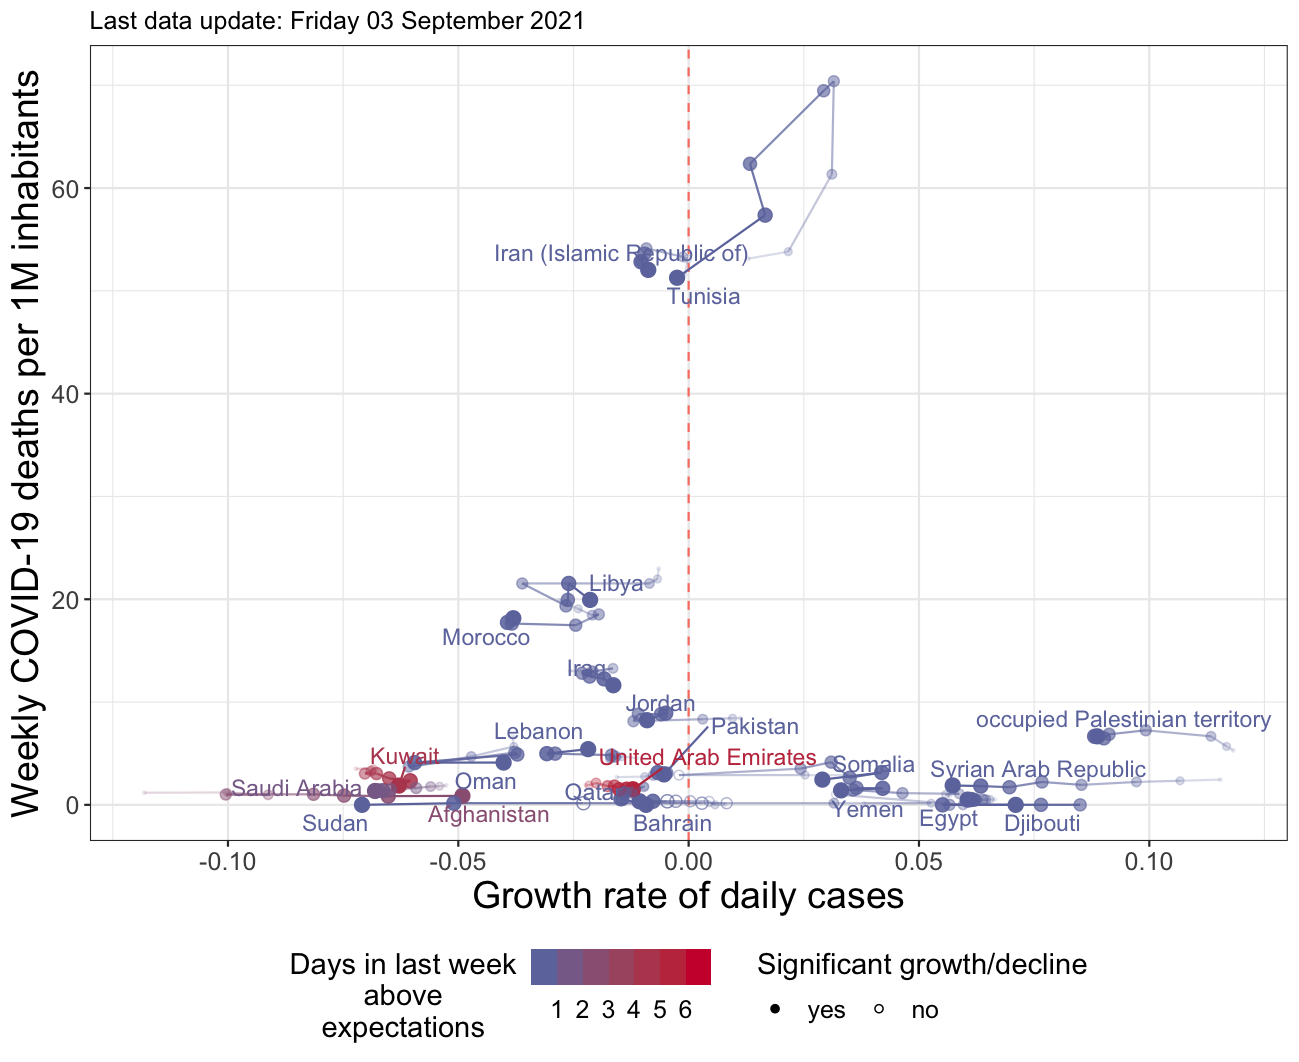 Last data update: Friday 03 September 2021
Weekly COVID-19 deaths per 1M inhabitants
60
40
20
0
Iran (Islamic Republic of)
Tunisia
Libya
Morocco
Iraq
Jordan
Pakistan
occupied Palestinian territory
Lebanon
Kuwait
United Arab Emirates
Somalia
Syrian Arab Republic
Saudi Arabia
Oman
Qatar
Afghanistan
Yemen
Sudan
Bahrain
Egypt
Djibouti
-0.10 -0.05 0.00 0.05 0.10
Growth rate of daily cases
Days in last week
above
expectations
1 2 3 4 5 6
Significant growth/decline
yes no